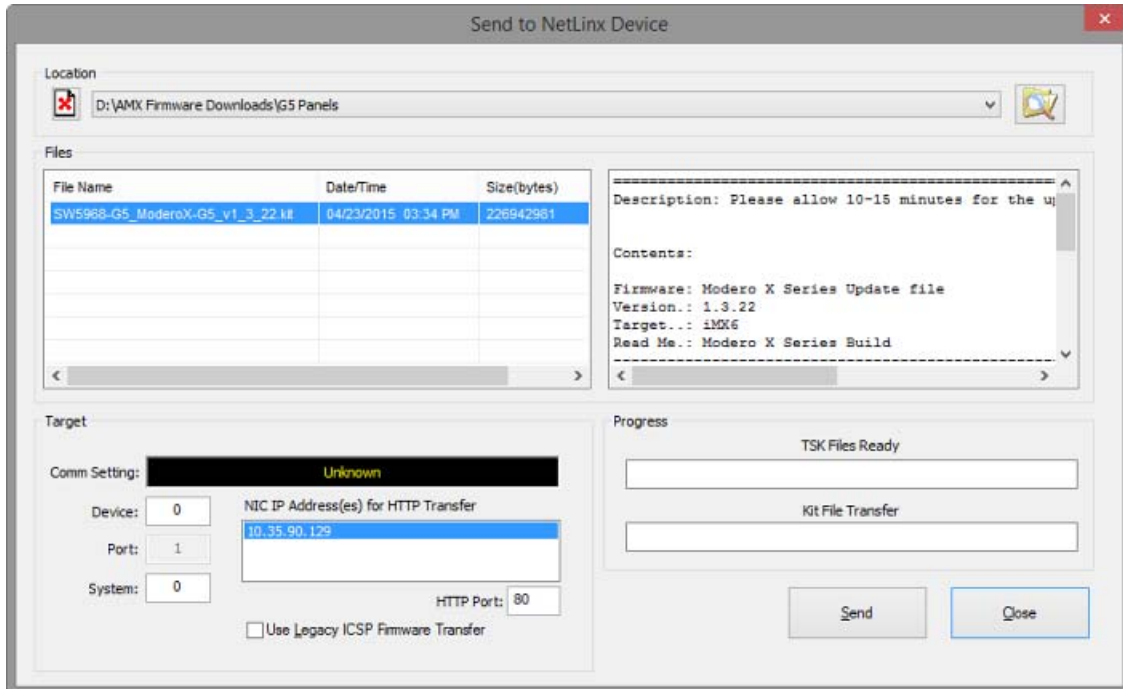 Send to NetLinx Device
Location
D:\AMX Firmware Downloads\G5 Panels
Files
File Name Date/Time Size(bytes)
SW5968-G5_ModeroX-G5_v1_3_22.kit 04/23/2015 03:34 PM 226942981
======================================================
Description: Please allow 10-15 minutes for the u
Contents:
Firmware: Modero X Series Update file
Version.: 1.3.22
Target..: iMX6
Read Me.: Modero X Series Build
------------------------------------------------------
Target
Comm Setting: Unknown
Device: 0
NIC IP Address(es) for HTTP Transfer
10.35.90.129
Port: 1
System: 0
HTTP Port: 80
Use Legacy ICSP Firmware Transfer
Progress
TSK Files Ready
Kit File Transfer
Send
Close